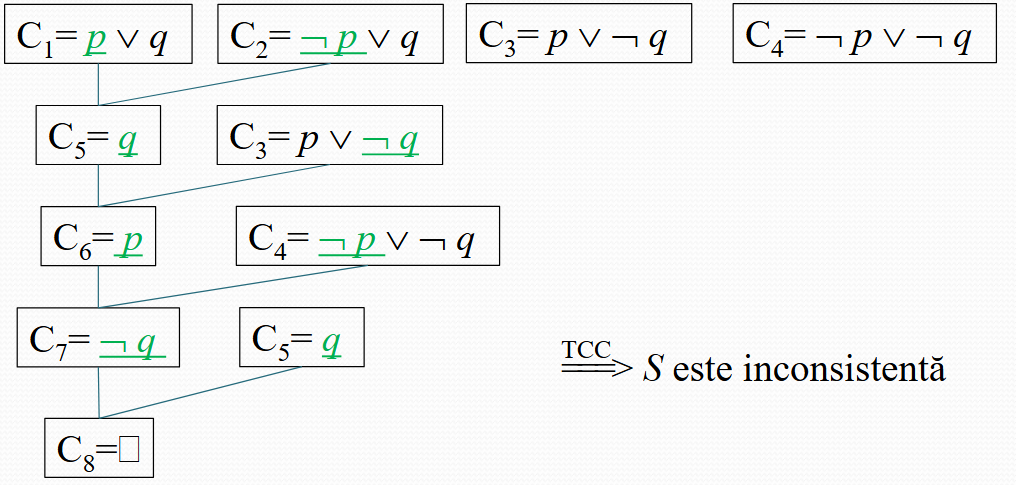 C₁= p ∨ q C₂= ¬ p ∨ q C₃= p ∨ ¬ q C₄= ¬ p ∨ ¬ q
C₅= q C₃= p ∨ ¬ q
C₆= p C₄= ¬ p ∨ ¬ q
C₇= ¬ q C₅= q
TCC
===> S este inconsistentă
C₈=□